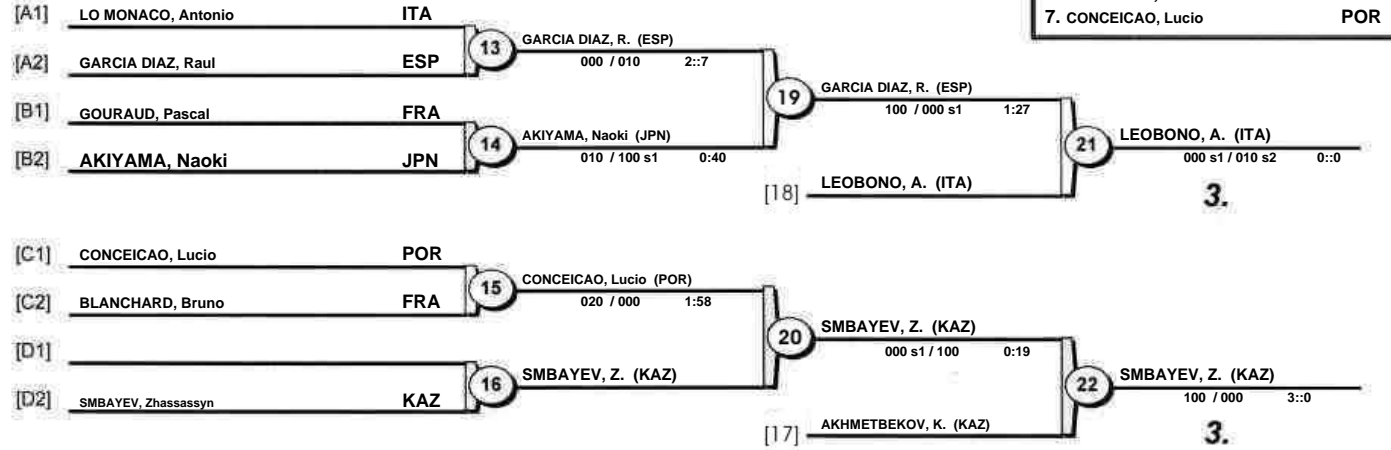 7. CONCEICAO, Lucio POR
[A1] LO MONACO, Antonio ITA
13 GARCIA DIAZ, R. (ESP)
000 / 010 2::7
[A2] GARCIA DIAZ, Raul ESP
19 GARCIA DIAZ, R. (ESP)
100 / 000 s1 1:27
[B1] GOURAUD, Pascal FRA
14 AKIYAMA, Naoki (JPN)
010 / 100 s1 0:40
[B2] AKIYAMA, Naoki JPN
21 LEOBONO, A. (ITA)
000 s1 / 010 s2 0::0
[18] LEOBONO, A. (ITA)
3.
[C1] CONCEICAO, Lucio POR
15 CONCEICAO, Lucio (POR)
020 / 000 1:58
[C2] BLANCHARD, Bruno FRA
20 SMBAYEV, Z. (KAZ)
000 s1 / 100 0:19
[D1]
16 SMBAYEV, Z. (KAZ)
[D2] SMBAYEV, Zhassassyn KAZ
22 SMBAYEV, Z. (KAZ)
100 / 000 3::0
[17] AKHMETBEKOV, K. (KAZ)
3.